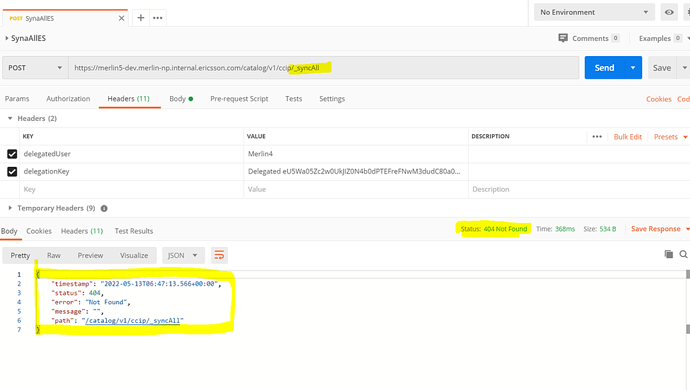 POST SynaAllES
No Environment
SynaAllES
Comments 0 Examples 0
POST https://merlin5-dev.merlin-np.internal.ericsson.com/catalog/v1/ccip/_syncAll Send Save
Params Authorization Headers (11) Body Pre-request Script Tests Settings Cookies Cod
Headers (2)
KEY VALUE DESCRIPTION Bulk Edit Presets
delegatedUser Merlin4
delegationKey Delegated
Key Value Description
Temporary Headers (9)
Body Cookies Headers (11) Test Results Status: 404 Not Found Time: 368ms Size: 534 B Save Response
Pretty Raw Preview Visualize JSON
1 {
2 "timestamp": "2022-05-13T06:47:13.566+00:00",
3 "status": 404,
4 "error": "Not Found",
5 "message": "",
6 "path": "/catalog/v1/ccip/_syncAll"
7 }